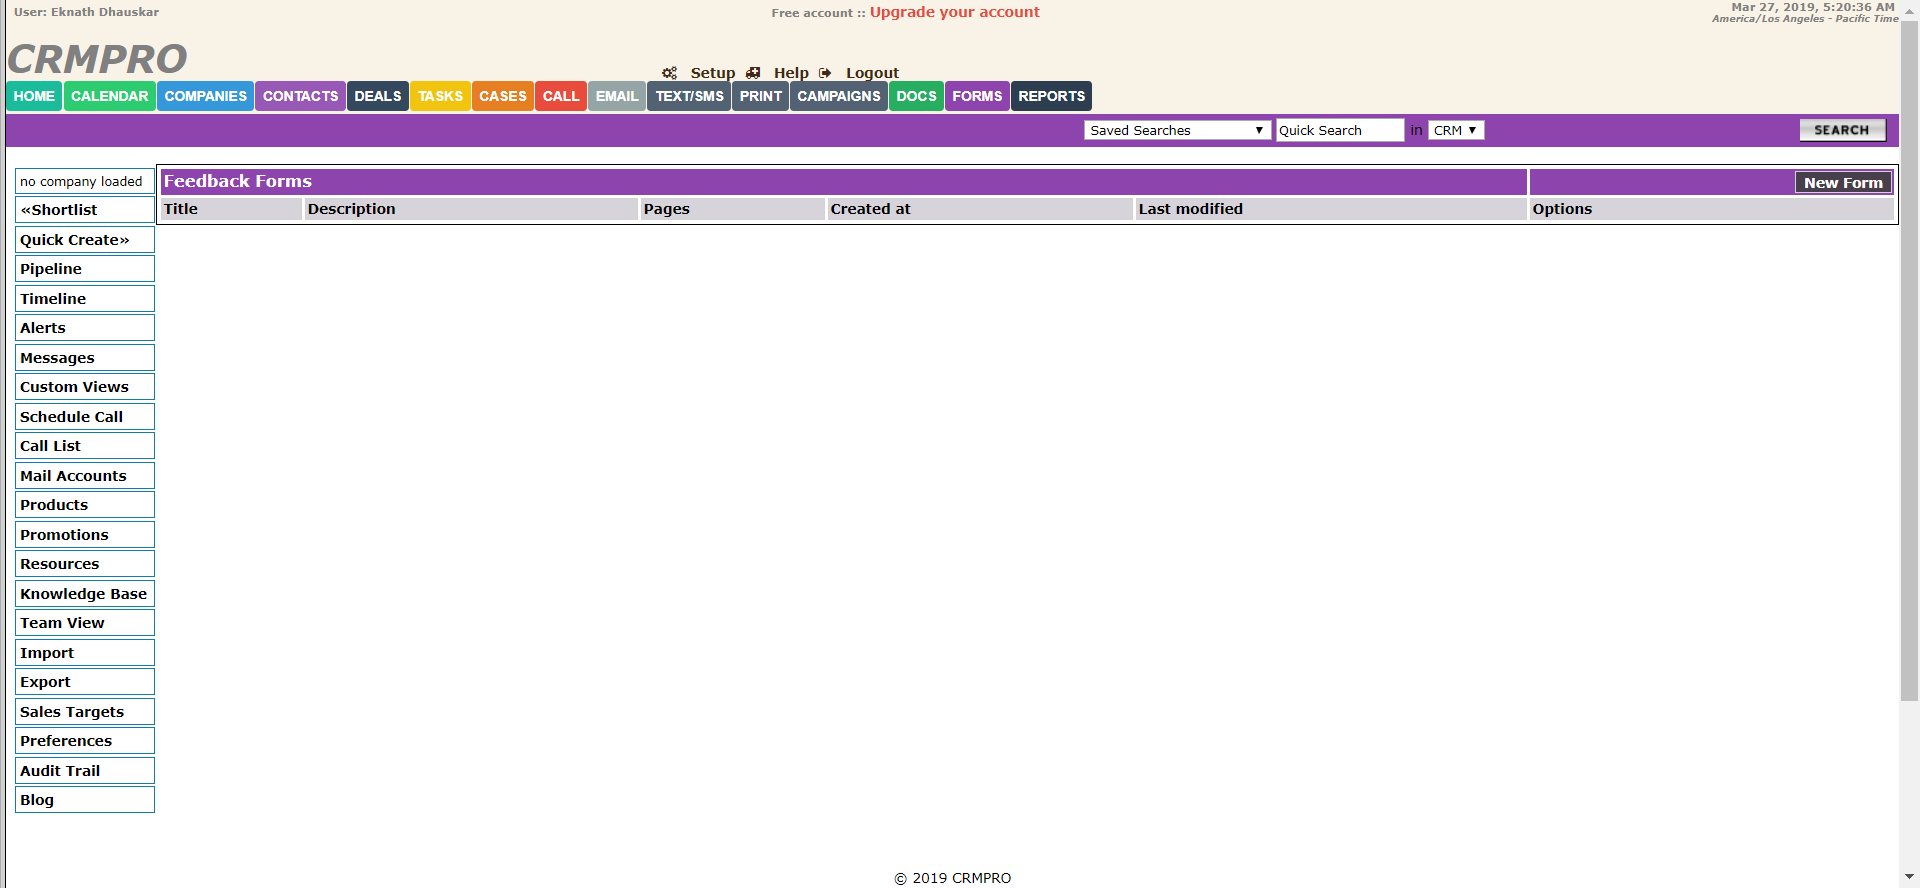 User: Eknath Dhauskar
Free account :: Upgrade your account
Mar 27, 2019, 5:20:36 AM
America/Los Angeles - Pacific Time
CRMPRO
Setup Help Logout
HOME CALENDAR COMPANIES CONTACTS DEALS TASKS CASES CALL EMAIL TEXT/SMS PRINT CAMPAIGNS DOCS FORMS REPORTS
Saved Searches Quick Search in CRM SEARCH
no company loaded
«Shortlist
Quick Create»
Pipeline
Timeline
Alerts
Messages
Custom Views
Schedule Call
Call List
Mail Accounts
Products
Promotions
Resources
Knowledge Base
Team View
Import
Export
Sales Targets
Preferences
Audit Trail
Blog
Feedback Forms New Form
Title Description Pages Created at Last modified Options
© 2019 CRMPRO